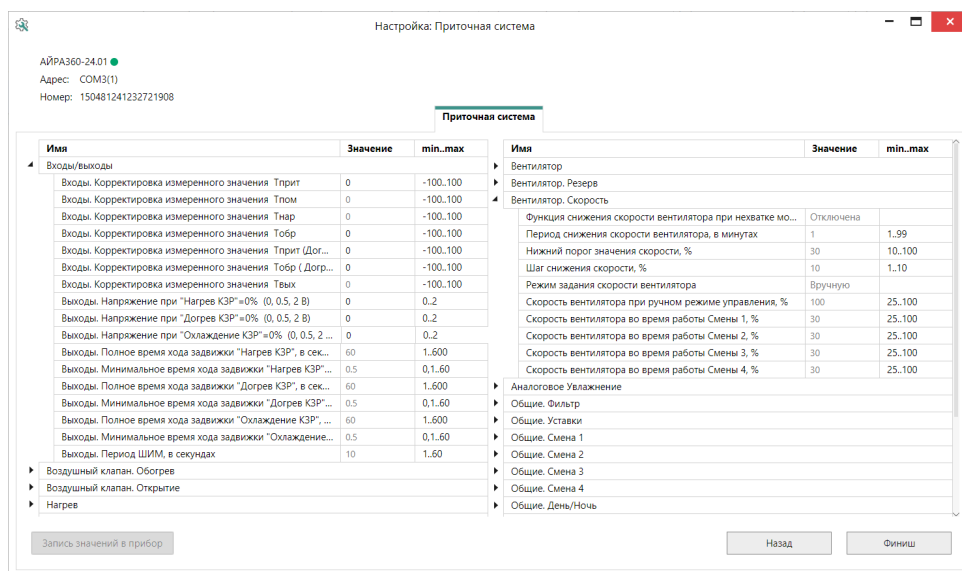 Настройка: Приточная система
АЙРА360-24.01
Адрес: COM3(1)
Номер: 150481241232721908
Приточная система
Имя Значение min..max
Входы/выходы
Входы. Корректировка измеренного значения Tприт 0 -100..100
Входы. Корректировка измеренного значения Tпом 0 -100..100
Входы. Корректировка измеренного значения Tнар 0 -100..100
Входы. Корректировка измеренного значения Tобр 0 -100..100
Входы. Корректировка измеренного значения Tприт (Дог... 0 -100..100
Входы. Корректировка измеренного значения Tобр ( Догр... 0 -100..100
Входы. Корректировка измеренного значения Tвых 0 -100..100
Выходы. Напряжение при "Нагрев КЗР"=0% (0, 0.5, 2 В) 0 0..2
Выходы. Напряжение при "Догрев КЗР"=0% (0, 0.5, 2 В) 0 0..2
Выходы. Напряжение при "Охлаждение КЗР"=0% (0, 0.5, 2 ... 0 0..2
Выходы. Полное время хода задвижки "Нагрев КЗР", в сек... 60 1..600
Выходы. Минимальное время хода задвижки "Нагрев КЗР"... 0.5 0,1..60
Выходы. Полное время хода задвижки "Догрев КЗР", в сек... 60 1..600
Выходы. Минимальное время хода задвижки "Догрев КЗР"... 0.5 0,1..60
Выходы. Полное время хода задвижки "Охлаждение КЗР", ... 60 1..600
Выходы. Минимальное время хода задвижки "Охлаждение... 0.5 0,1..60
Выходы. Период ШИМ, в секундах 10 1..60
Воздушный клапан. Обогрев
Воздушный клапан. Открытие
Нагрев
Имя Значение min..max
Вентилятор
Вентилятор. Резерв
Вентилятор. Скорость
Функция снижения скорости вентилятора при нехватке мо... Отключена
Период снижения скорости вентилятора, в минутах 1 1..99
Нижний порог значения скорости, % 30 10..100
Шаг снижения скорости, % 10 1..10
Режим задания скорости вентилятора Вручную
Скорость вентилятора при ручном режиме управления, % 100 25..100
Скорость вентилятора во время работы Смены 1, % 30 25..100
Скорость вентилятора во время работы Смены 2, % 30 25..100
Скорость вентилятора во время работы Смены 3, % 30 25..100
Скорость вентилятора во время работы Смены 4, % 30 25..100
Аналоговое Увлажнение
Общие. Фильтр
Общие. Уставки
Общие. Смена 1
Общие. Смена 2
Общие. Смена 3
Общие. Смена 4
Общие. День/Ночь
Запись значений в прибор
Назад
Финиш